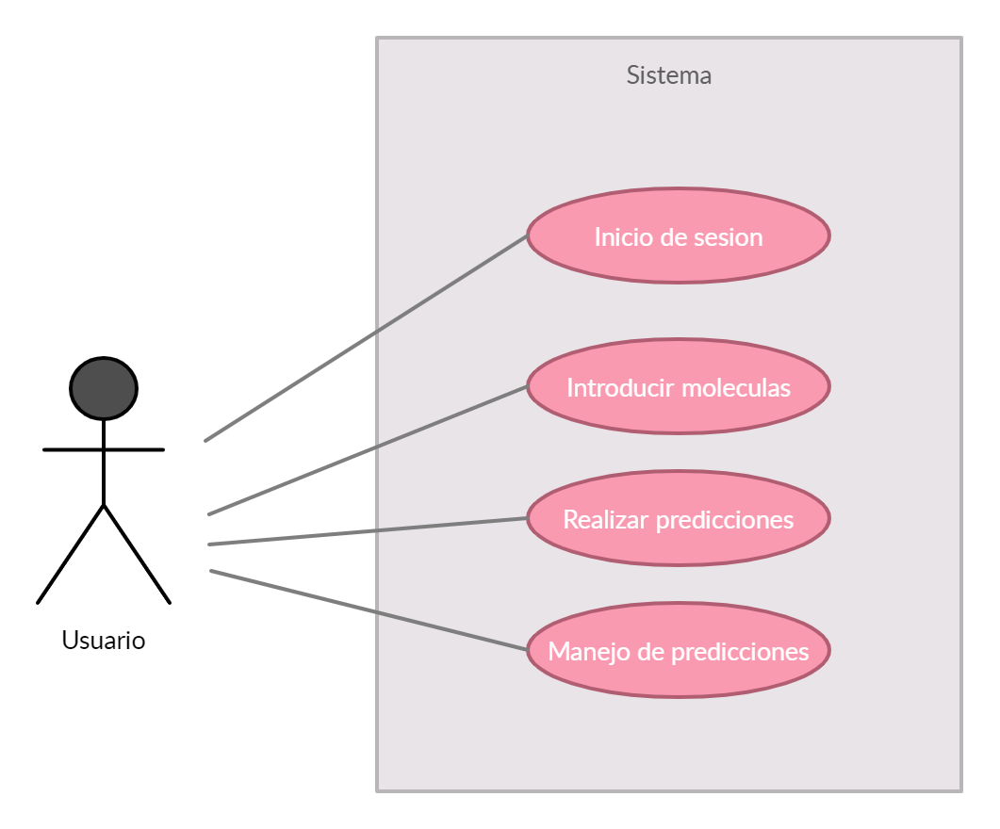 Sistema
Inicio de sesion
Introducir moleculas
Realizar predicciones
Manejo de predicciones
Usuario